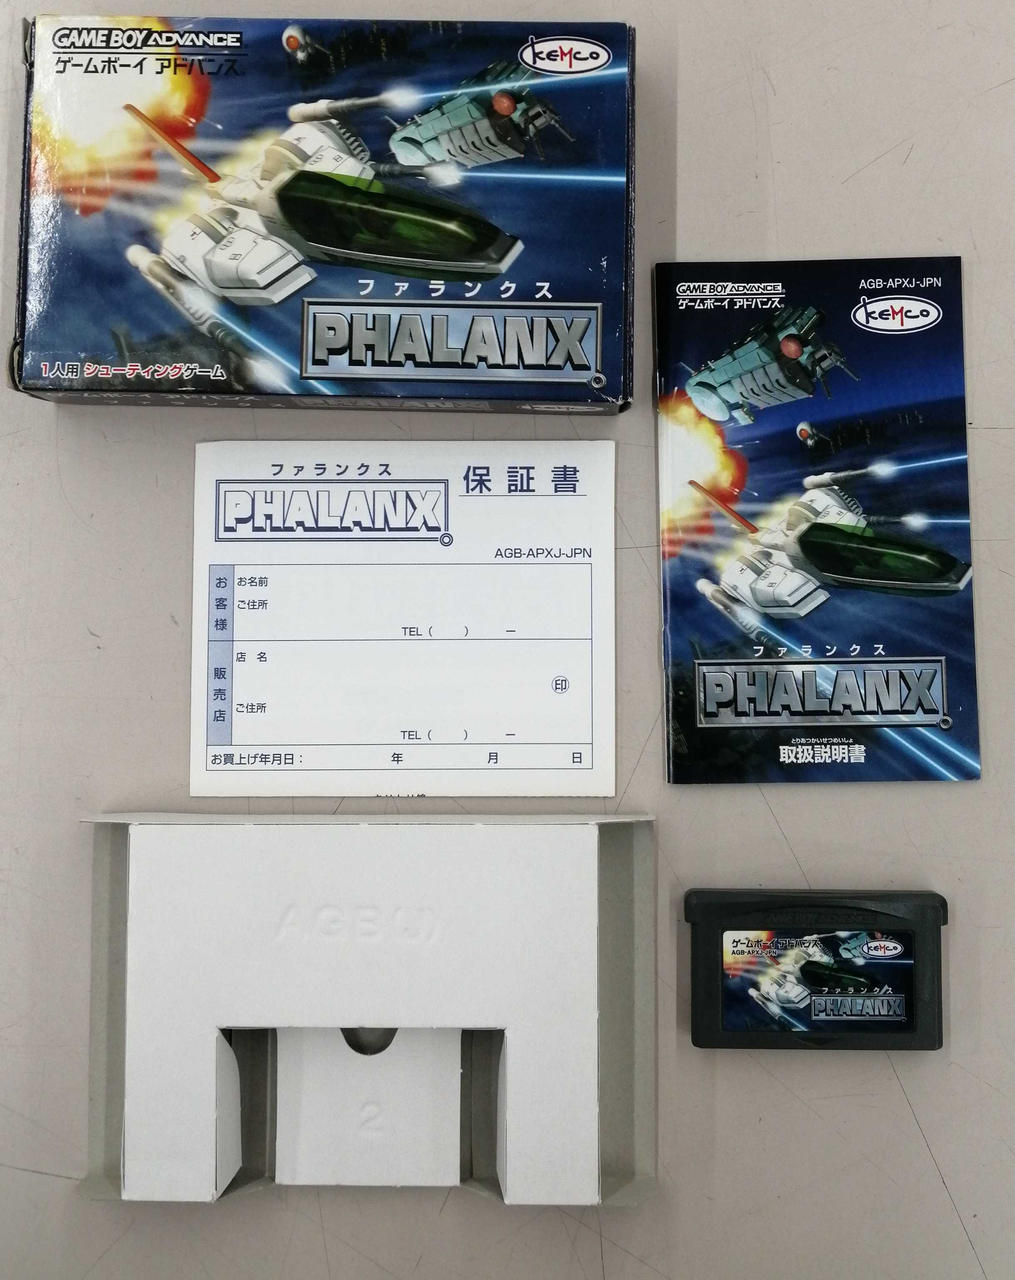 GAME BOY ADVANCE
ゲームボーイ アドバンス
KEMCO
ファランクス
PHALANX
1人用 シューティングゲーム
PHALANX
KEMCO
GAME BOY ADVANCE
ゲームボーイ アドバンス
AGB-APXJ-JPN
KEMCO
ファランクス
PHALANX
とりあつかいせつめいしょ
取扱説明書
ファランクス
PHALANX
保証書
AGB-APXJ-JPN
お客様
お名前
ご住所
TEL ( ) ー
販売店
店 名
印
ご住所
TEL ( ) ー
お買上げ年月日： 年 月 日
AGB(J)
2
GAME BOY ADVANCE
ゲームボーイ アドバンス
AGB-APXJ-JPN
KEMCO
ファランクス
PHALANX